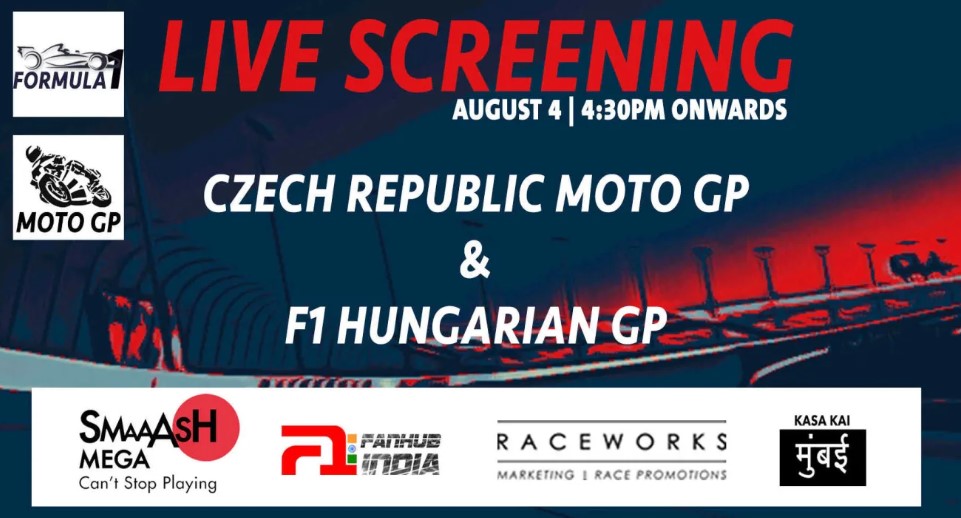 FORMULA 1
LIVE SCREENING
AUGUST 4 | 4:30PM ONWARDS
MOTO GP
CZECH REPUBLIC MOTO GP
&
F1 HUNGARIAN GP
SMAAASH
MEGA
Can't Stop Playing
F1 FANHUB
INDIA
RACEWORKS
MARKETING | RACE PROMOTIONS
KASA KAI
मुंबई